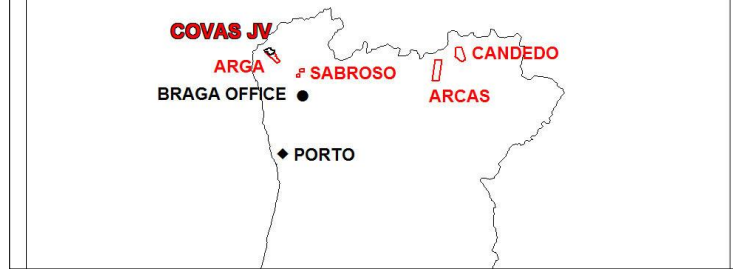 COVAS JV
CANDEDO
ARGA
SABROSO
BRAGA OFFICE
ARCAS
PORTO